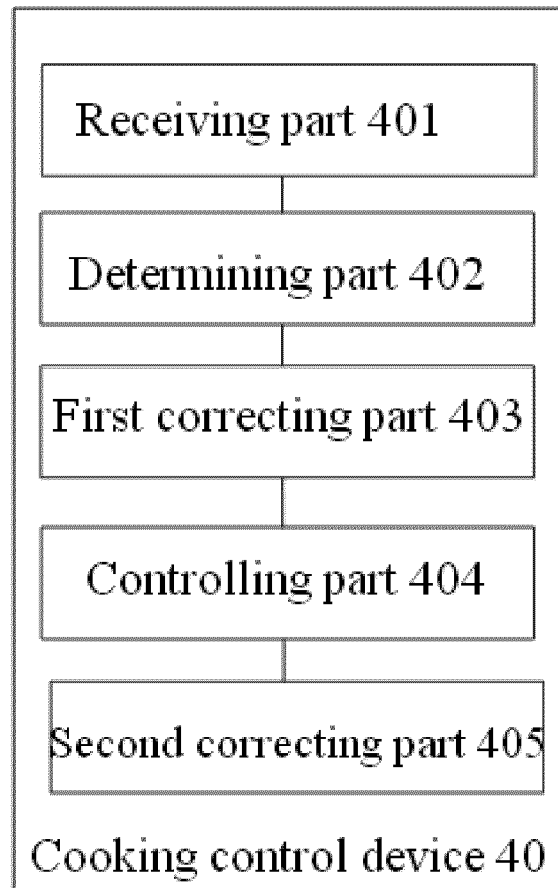 Receiving part 401
Determining part 402
First correcting part 403
Controlling part 404
Second correcting part 405
Cooking control device 40